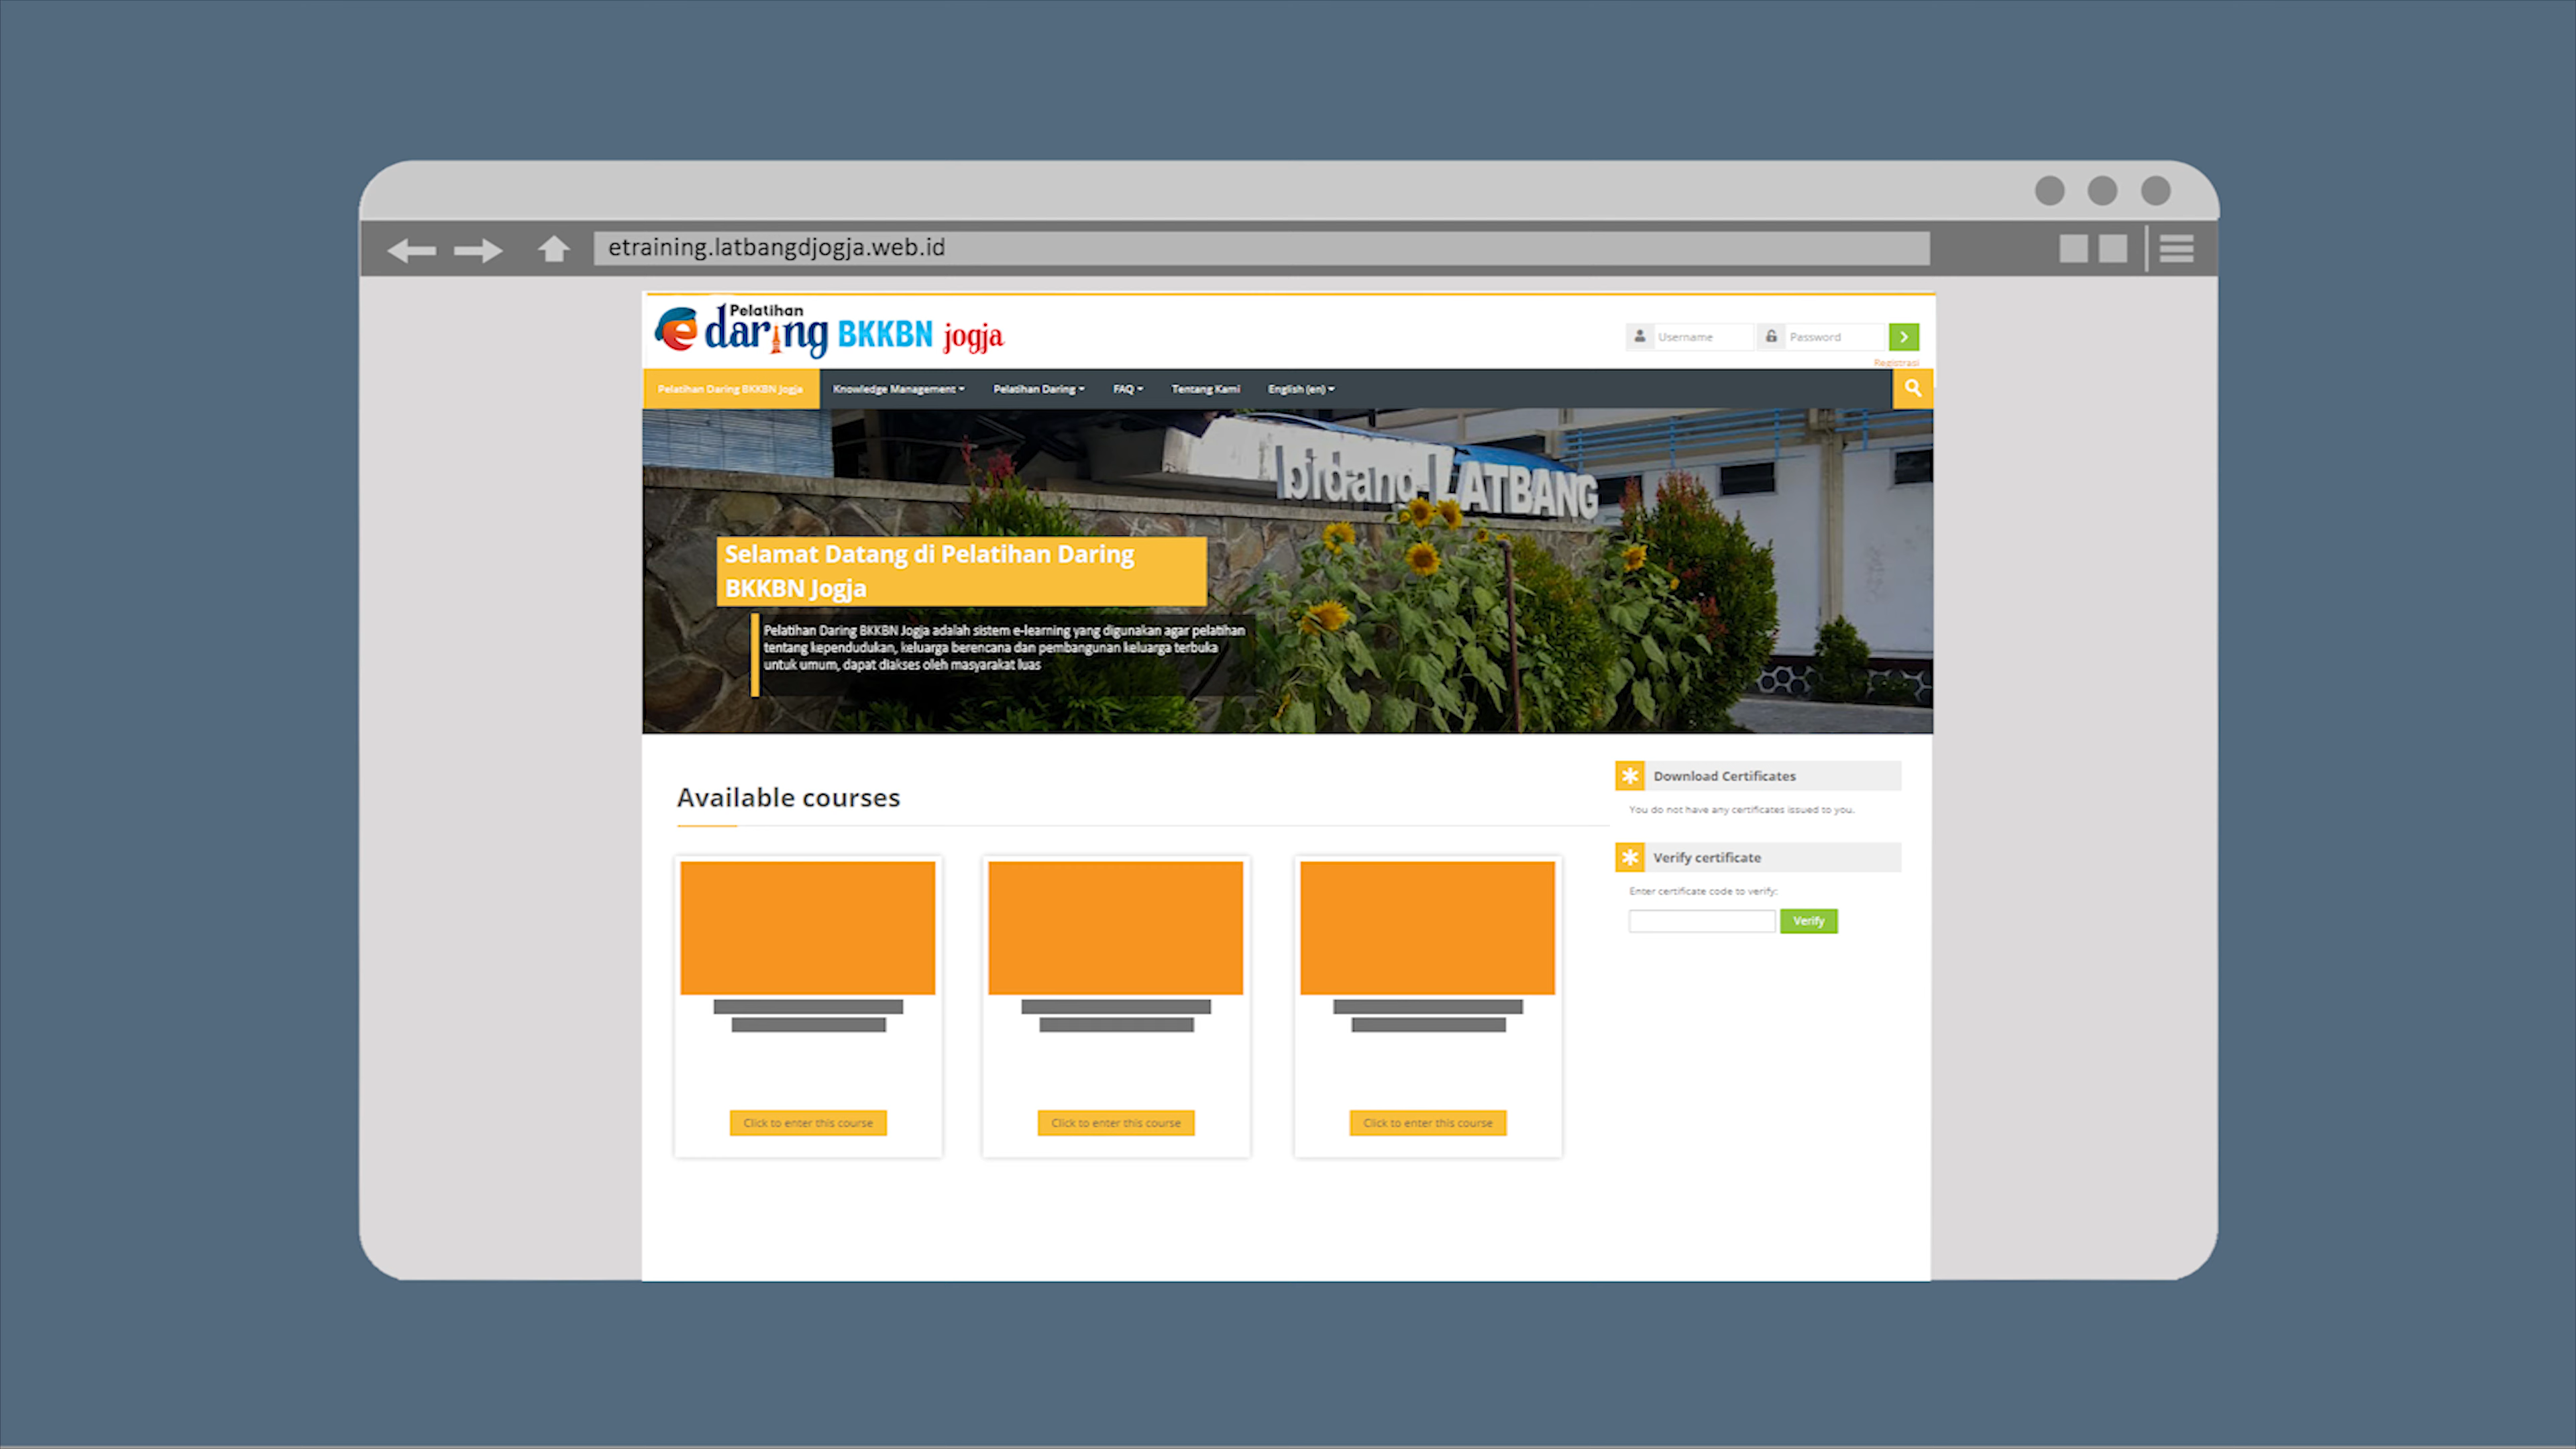 etraining.latbangdjogja.web.id
Pelatihan
e daring BKKBN jogja
Username
Password
Registrasi
Pelatihan Daring BKKBN Jogja
Knowledge Management
Pelatihan Daring
FAQ
Tentang Kami
English (en)
bidang LATBANG
Selamat Datang di Pelatihan Daring
BKKBN Jogja
Pelatihan Daring BKKBN Jogja adalah sistem e-learning yang digunakan agar pelatihan
tentang kependudukan, keluarga berencana dan pembangunan keluarga terbuka
untuk umum, dapat diakses oleh masyarakat luas
Available courses
Click to enter this course
Click to enter this course
Click to enter this course
Download Certificates
You do not have any certificates issued to you.
Verify certificate
Enter certificate code to verify:
Verify